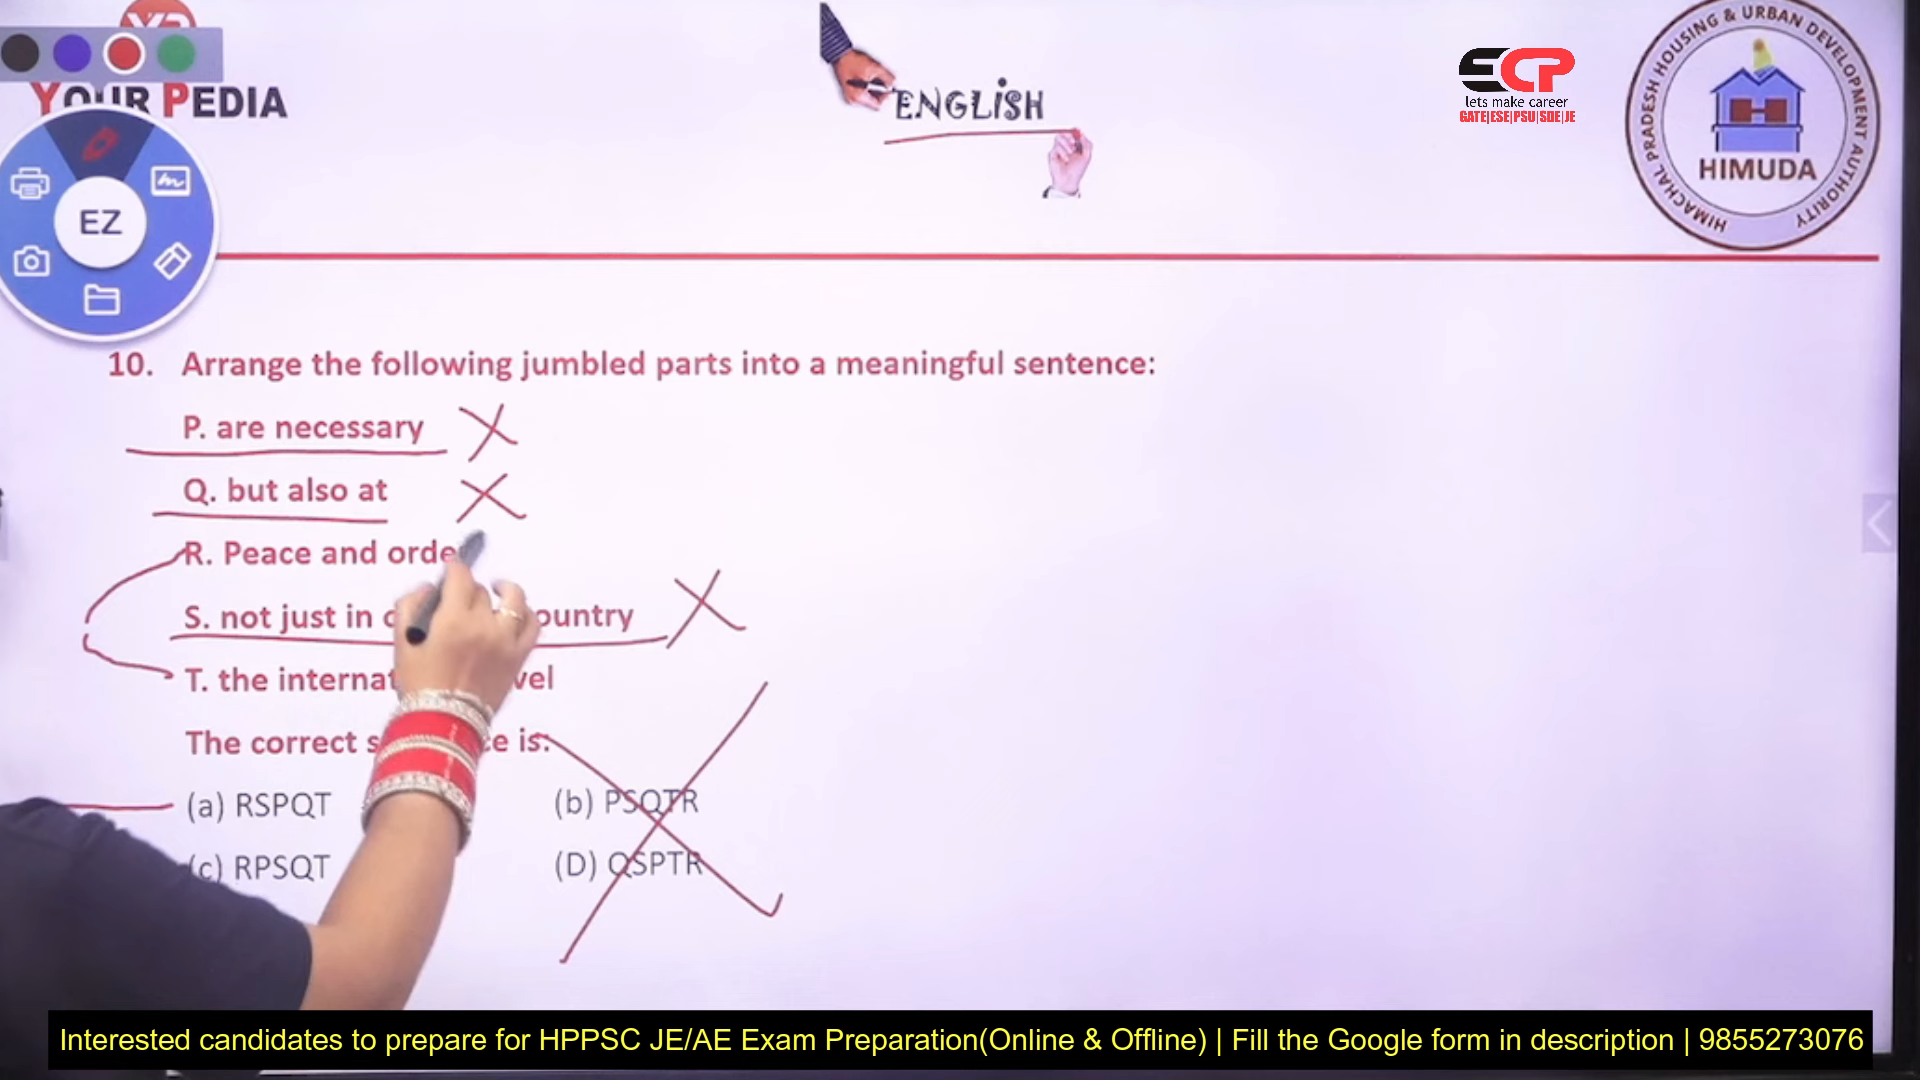 YOUR PEDIA
ENGLISH
ECP
lets make career
GATE|ESE|PSU|SDE|JE
HIMACHAL PRADESH HOUSING & URBAN DEVELOPMENT AUTHORITY
HIMUDA
EZ
10. Arrange the following jumbled parts into a meaningful sentence:
P. are necessary
Q. but also at
R. Peace and orde
S. not just in ountry
T. the internat vel
The correct s e is:
(a) RSPQT (b) PSQTR
(c) RPSQT (D) QSPTR
Interested candidates to prepare for HPPSC JE/AE Exam Preparation(Online & Offline) | Fill the Google form in description | 9855273076